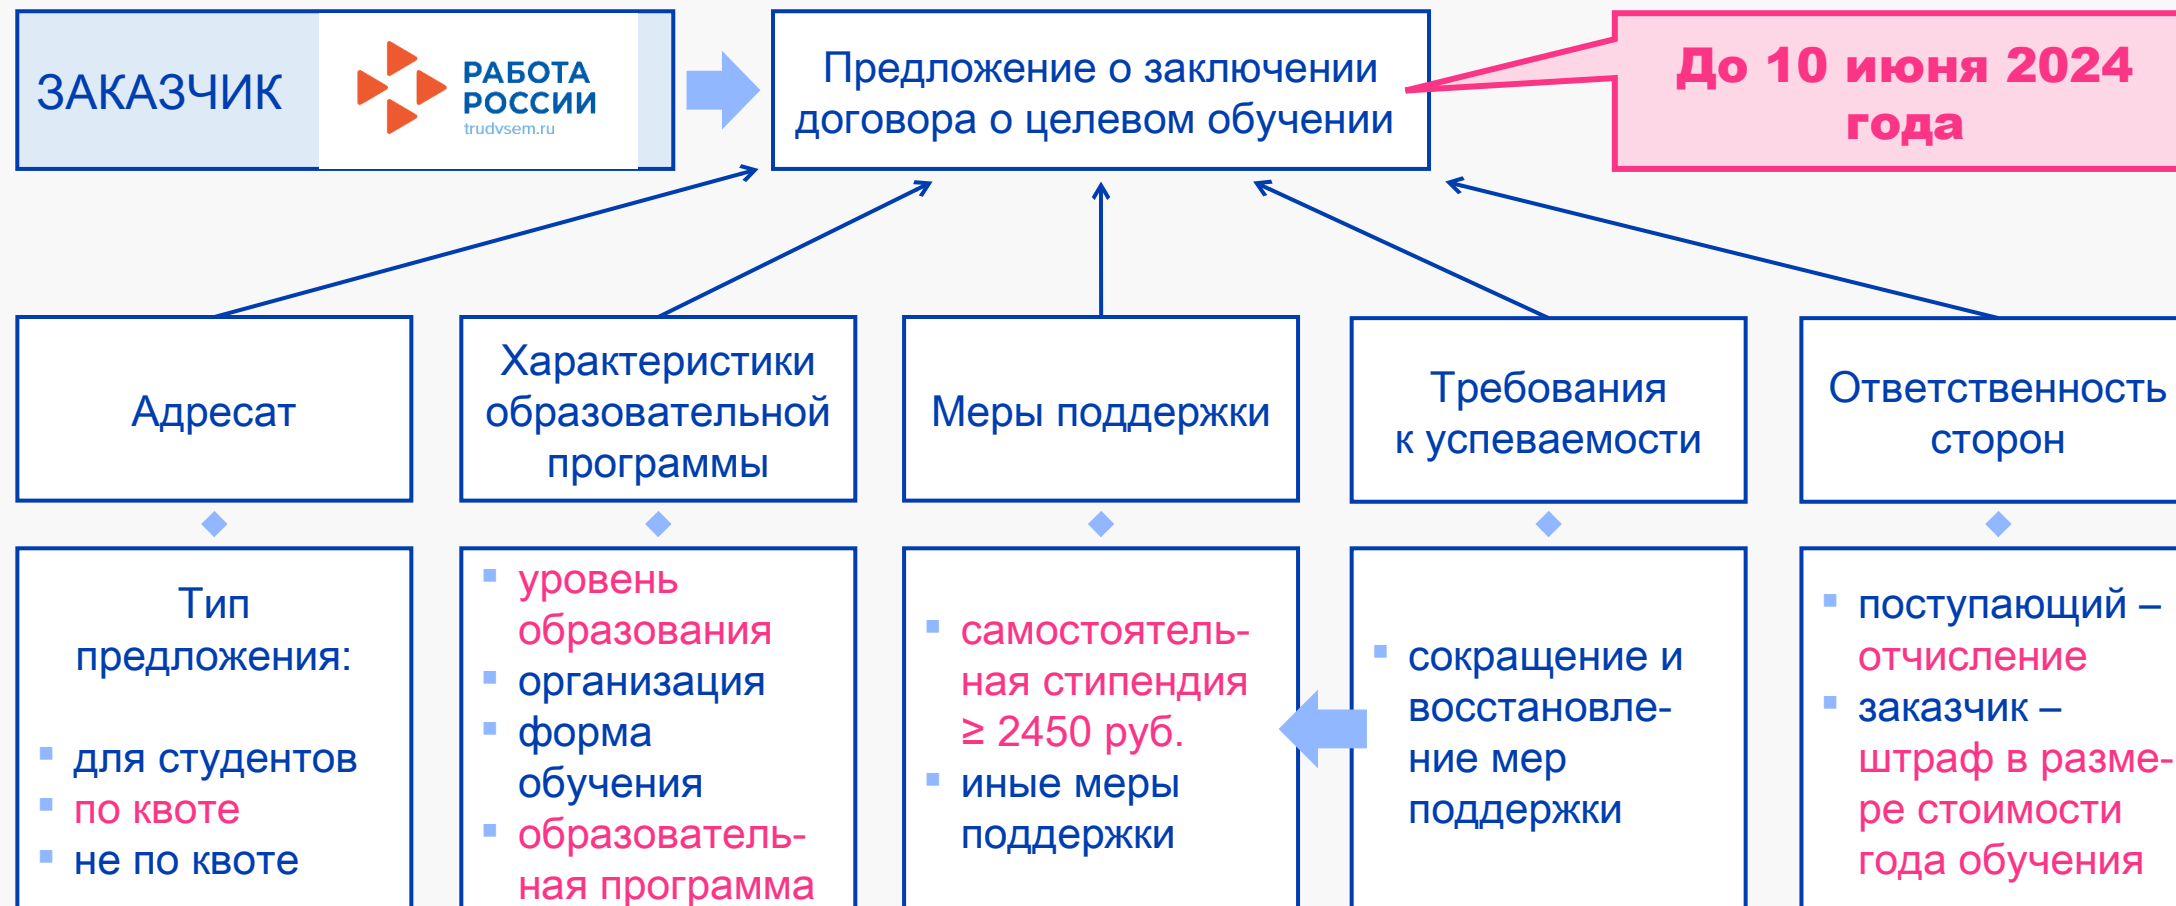 ЗАКАЗЧИК
РАБОТА
РОССИИ
trudvsem.ru
Предложение о заключении
договора о целевом обучении
До 10 июня 2024
года
Адресат
Характеристики
образовательной
программы
Меры поддержки
Требования
к успеваемости
Ответственность
сторон
Тип
предложения:
▪ для студентов
▪ по квоте
▪ не по квоте
▪ уровень
образования
▪ организация
▪ форма
обучения
▪ образователь-
ная программа
▪ самостоятель-
ная стипендия
≥ 2450 руб.
▪ иные меры
поддержки
▪ сокращение и
восстановле-
ние мер
поддержки
▪ поступающий –
отчисление
▪ заказчик –
штраф в разме-
ре стоимости
года обучения